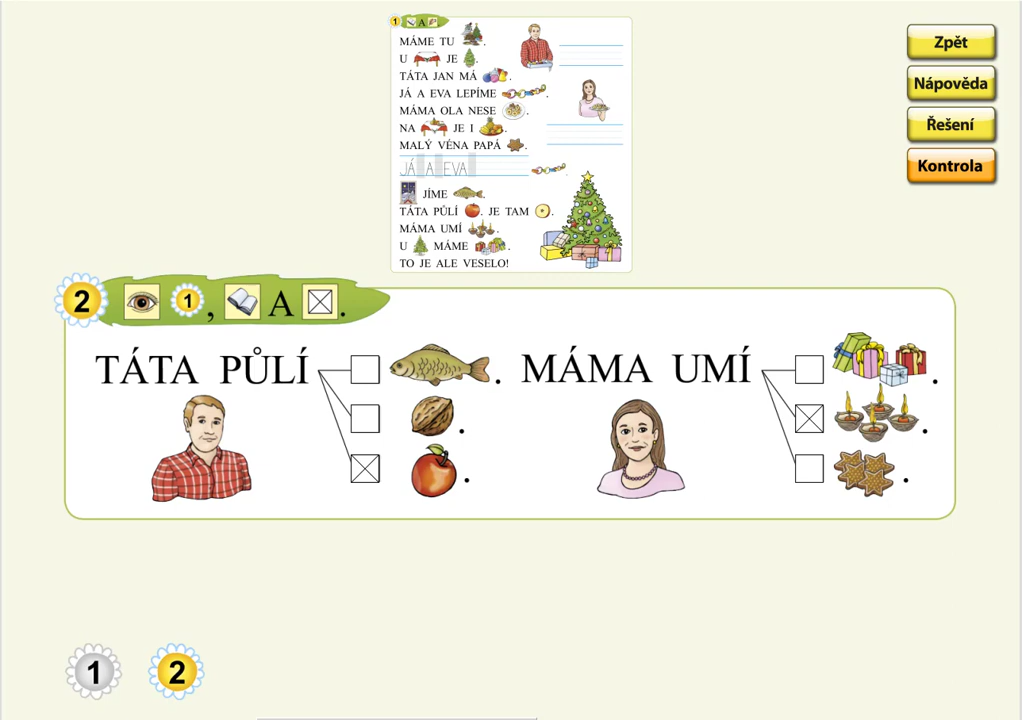 1 A
MÁME TU .
U JE .
TÁTA JAN MÁ .
JÁ A EVA LEPÍME .
MÁMA OLA NESE .
NA JE I .
MALÝ VÉNA PAPÁ .
JÁ A EVA
JÍME .
TÁTA PŮLÍ . JE TAM .
MÁMA UMÍ .
U MÁME .
TO JE ALE VESELO!
Zpět
Nápověda
Řešení
Kontrola
2 1 , A .
TÁTA PŮLÍ . MÁMA UMÍ .
. .
. .
1 2